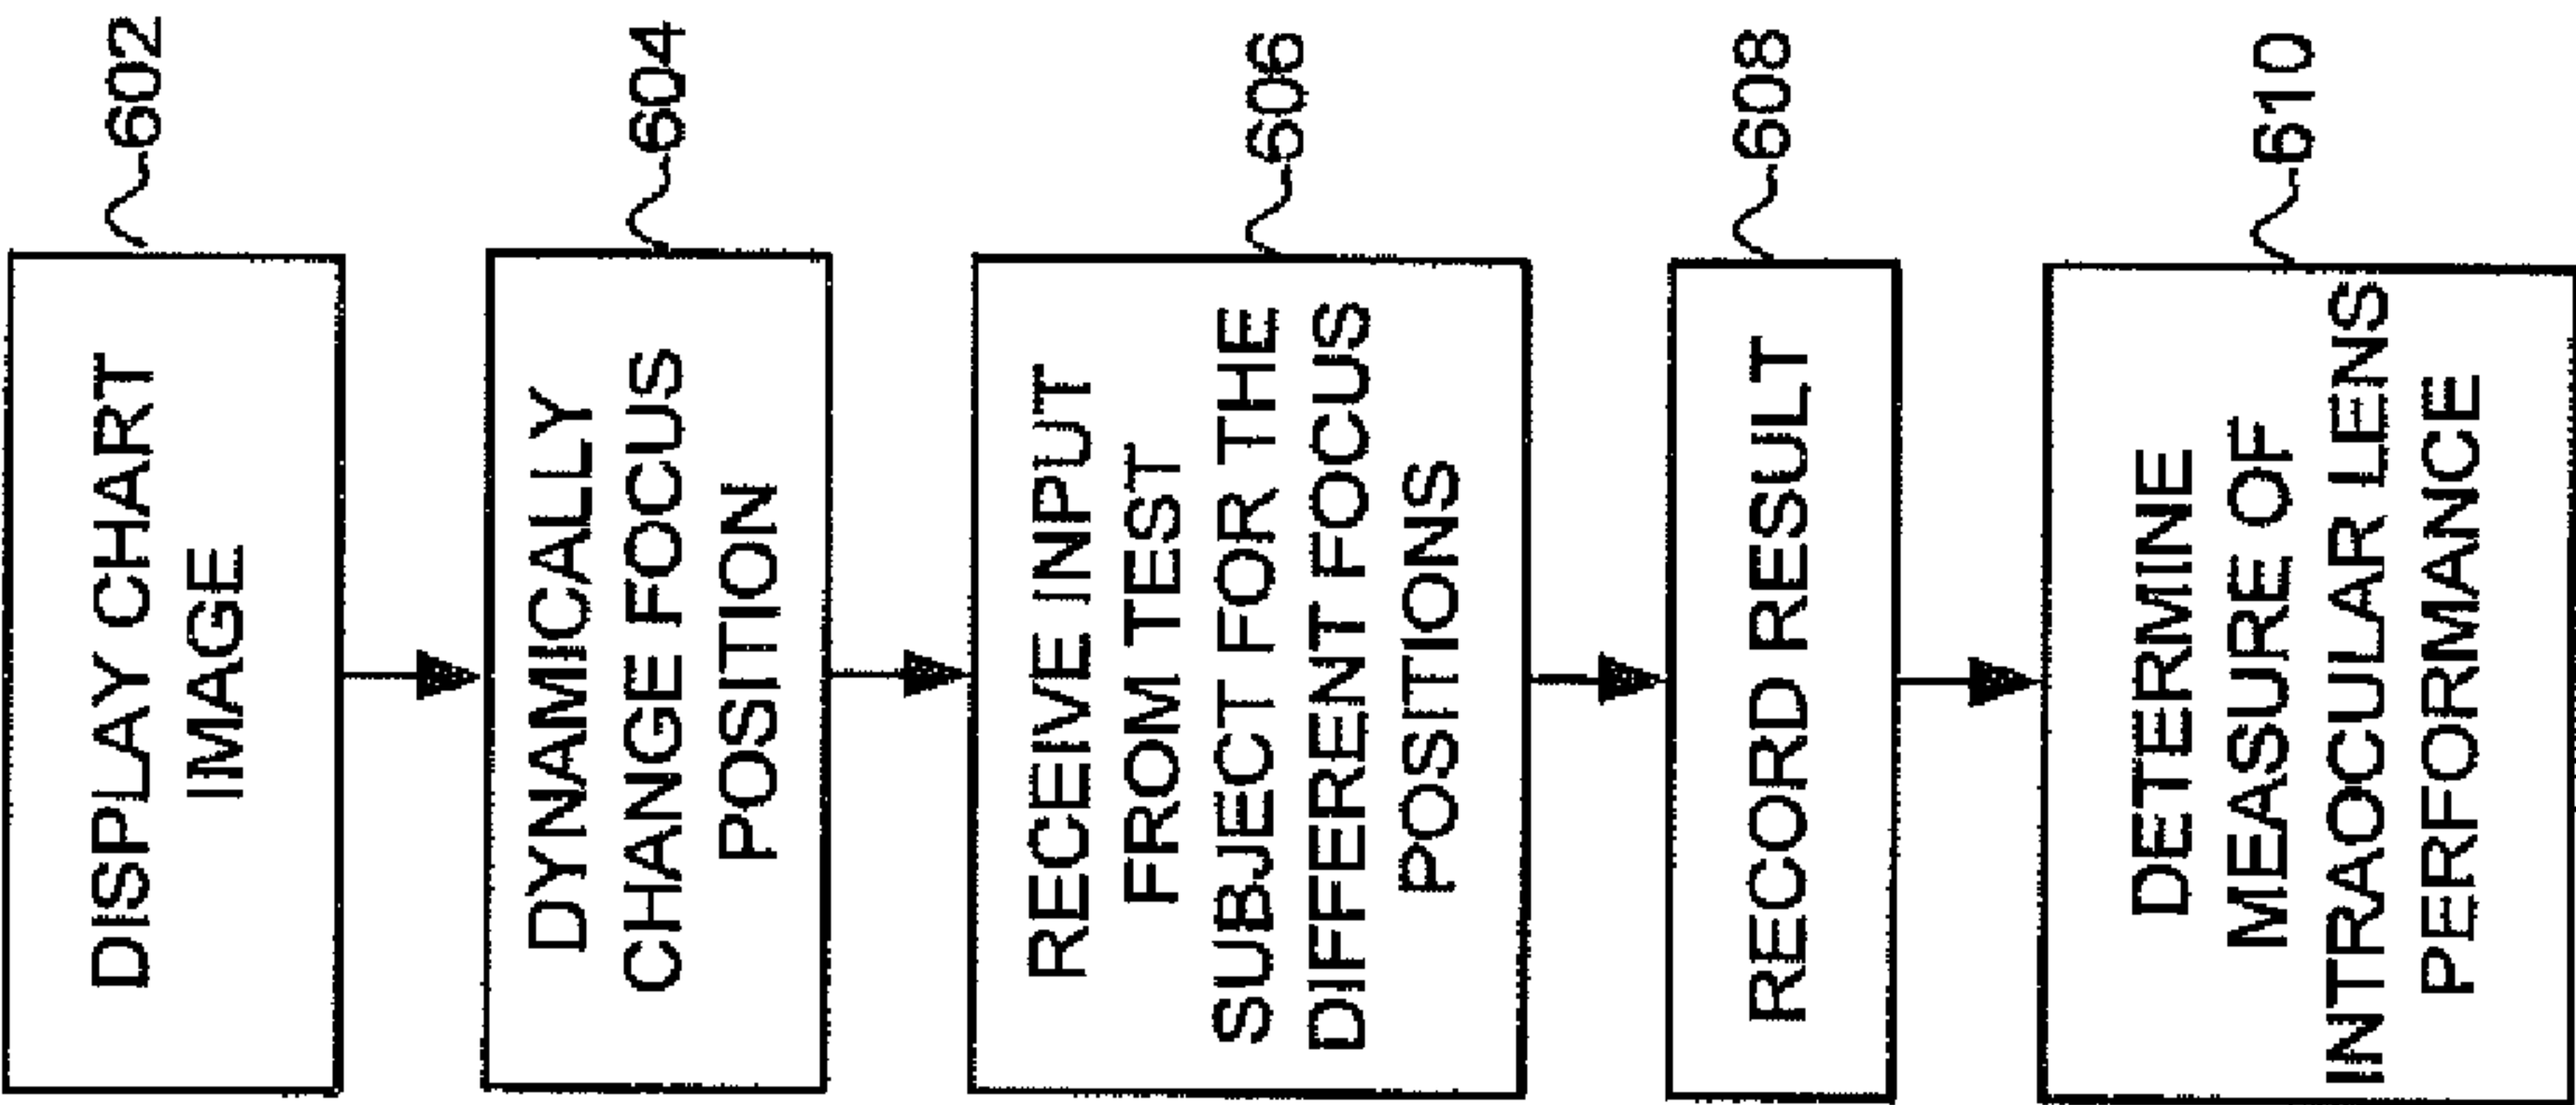 DISPLAY CHART
IMAGE
602
DYNAMICALLY
CHANGE FOCUS
POSITION
604
RECEIVE INPUT
FROM TEST
SUBJECT FOR THE
DIFFERENT FOCUS
POSITIONS
606
RECORD RESULT
608
DETERMINE
MEASURE OF
INTRAOCULAR LENS
PERFORMANCE
610